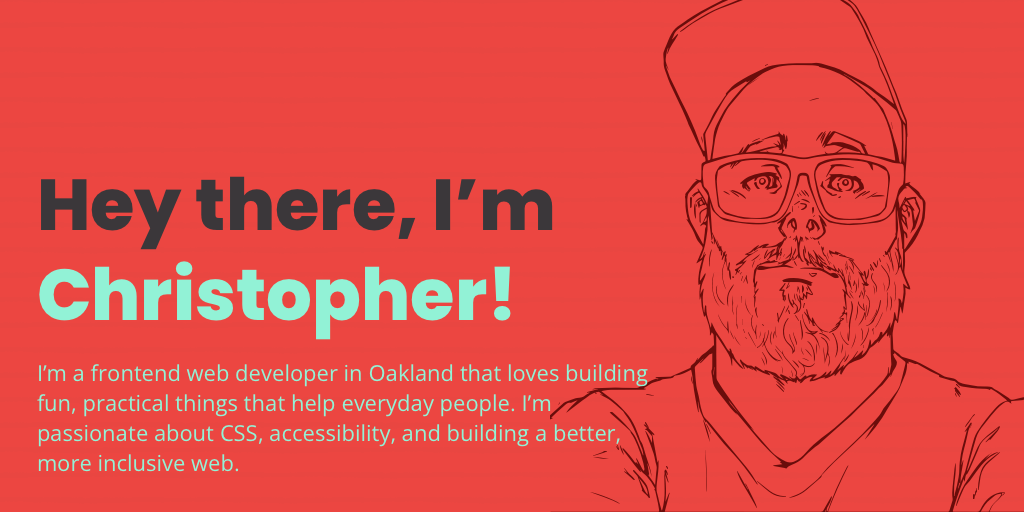 Hey there, I’m
Christopher!
I’m a frontend web developer in Oakland that loves building
fun, practical things that help everyday people. I’m
passionate about CSS, accessibility, and building a better,
more inclusive web.